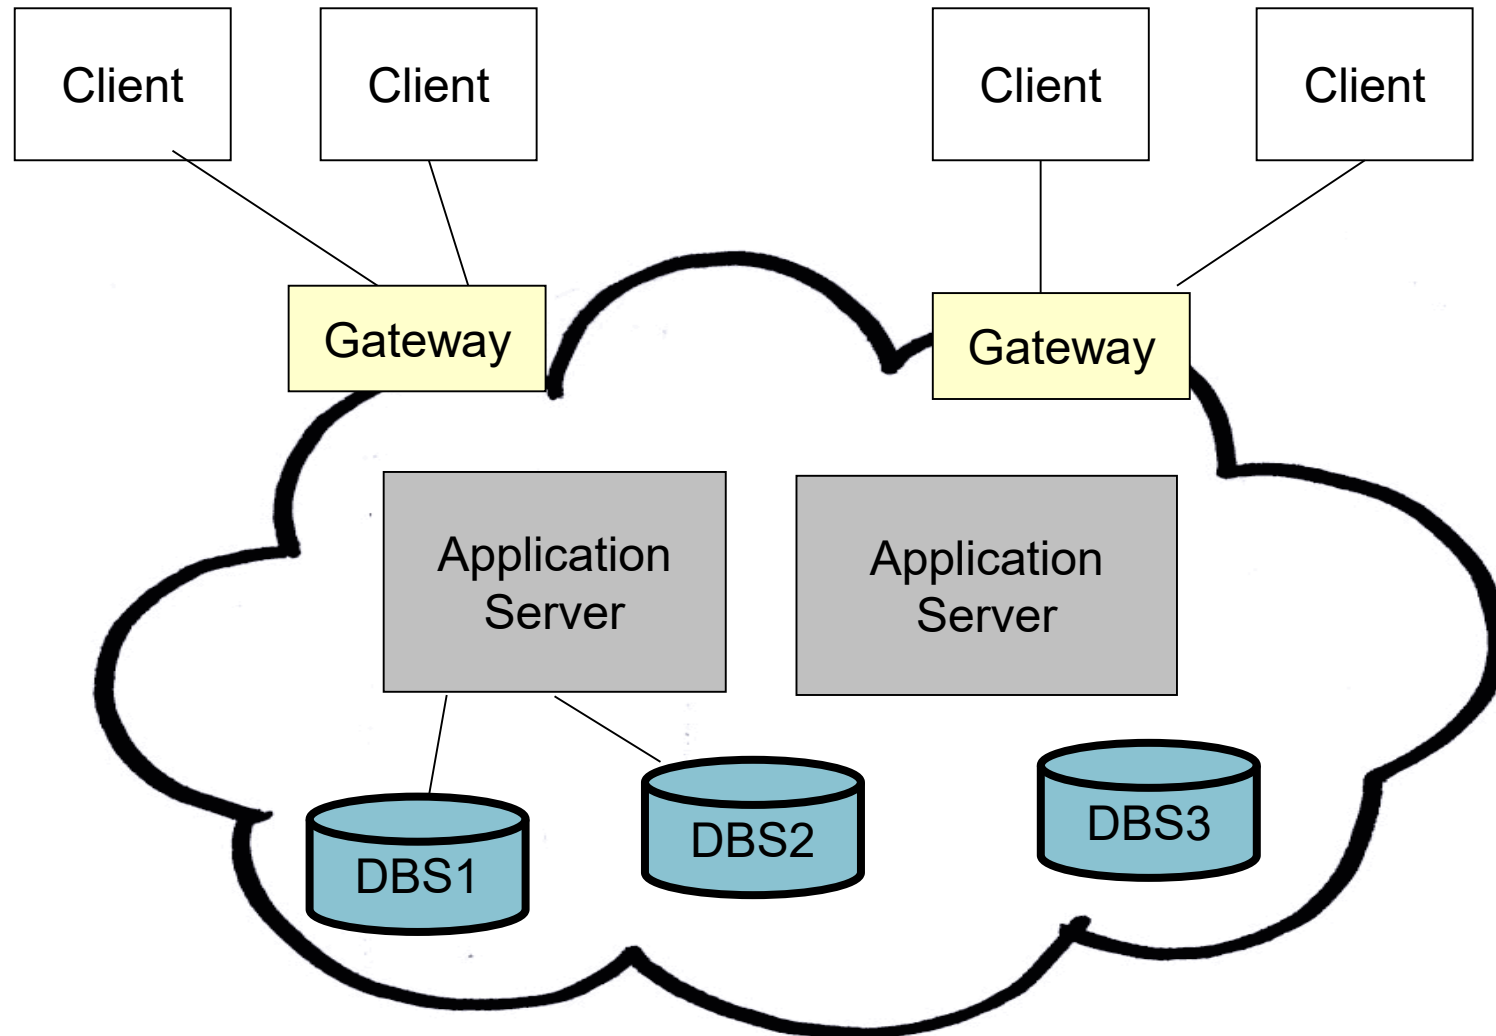 Client
Client
Client
Client
Gateway
Gateway
Application
Server
Application
Server
DBS1
DBS2
DBS3